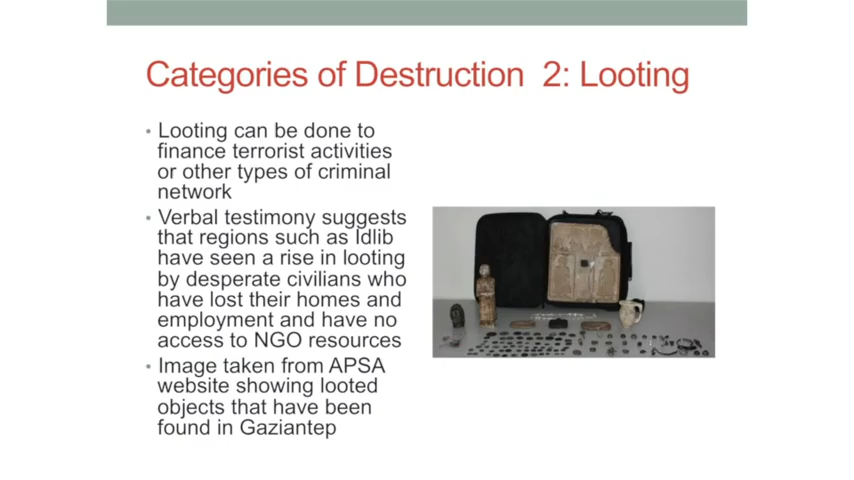 Categories of Destruction 2: Looting
• Looting can be done to
finance terrorist activities
or other types of criminal
network
• Verbal testimony suggests
that regions such as Idlib
have seen a rise in looting
by desperate civilians who
have lost their homes and
employment and have no
access to NGO resources
• Image taken from APSA
website showing looted
objects that have been
found in Gaziantep